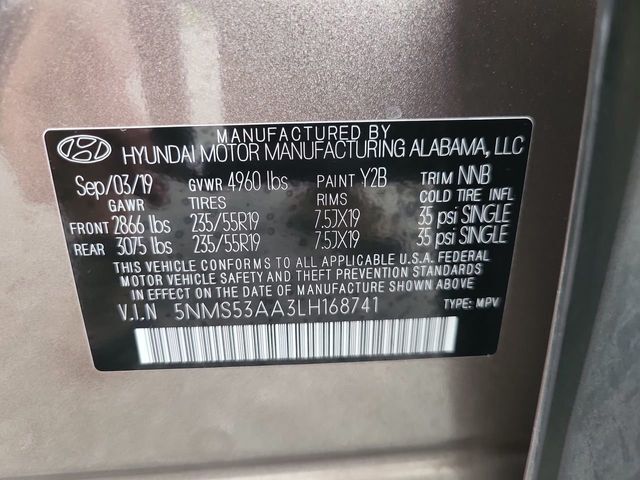 MANUFACTURED BY
HYUNDAI MOTOR MANUFACTURING ALABAMA, LLC
Sep/03/19 GVWR 4960 lbs PAINT Y2B TRIM NNB
GAWR TIRES RIMS COLD TIRE INFL
FRONT 2866 lbs 235/55R19 7.5JX19 35 psi SINGLE
REAR 3075 lbs 235/55R19 7.5JX19 35 psi SINGLE
THIS VEHICLE CONFORMS TO ALL APPLICABLE U.S.A. FEDERAL
MOTOR VEHICLE SAFETY AND THEFT PREVENTION STANDARDS
IN EFFECT ON THE DATE OF MANUFACTURE SHOWN ABOVE.
V.I.N 5NMS53AA3LH168741 TYPE: MPV